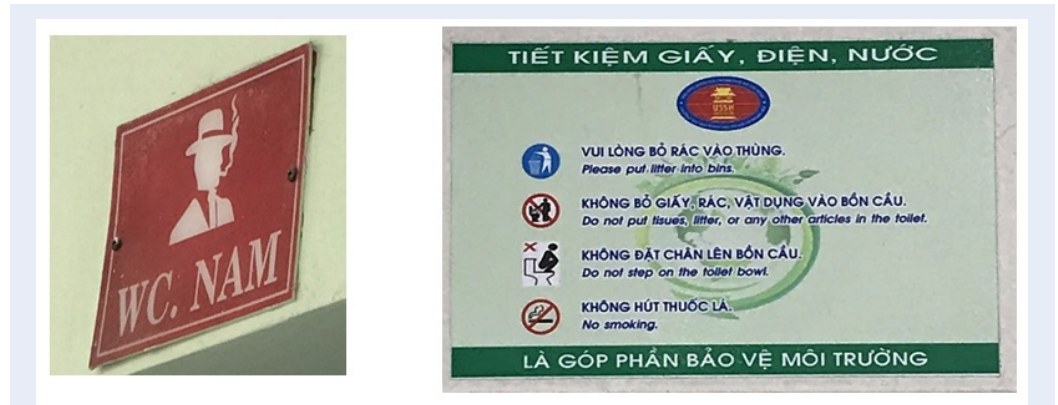 WC. NAM
TIẾT KIỆM GIẤY, ĐIỆN, NƯỚC
USSH
VUI LÒNG BỎ RÁC VÀO THÙNG.
Please put litter into bins.
KHÔNG BỎ GIẤY, RÁC, VẬT DỤNG VÀO BỒN CẦU.
Do not put tisues, litter, or any other articles in the toilet.
KHÔNG ĐẶT CHÂN LÊN BỒN CẦU.
Do not step on the toilet bowl.
KHÔNG HÚT THUỐC LÁ.
No smoking.
LÀ GÓP PHẦN BẢO VỆ MÔI TRƯỜNG